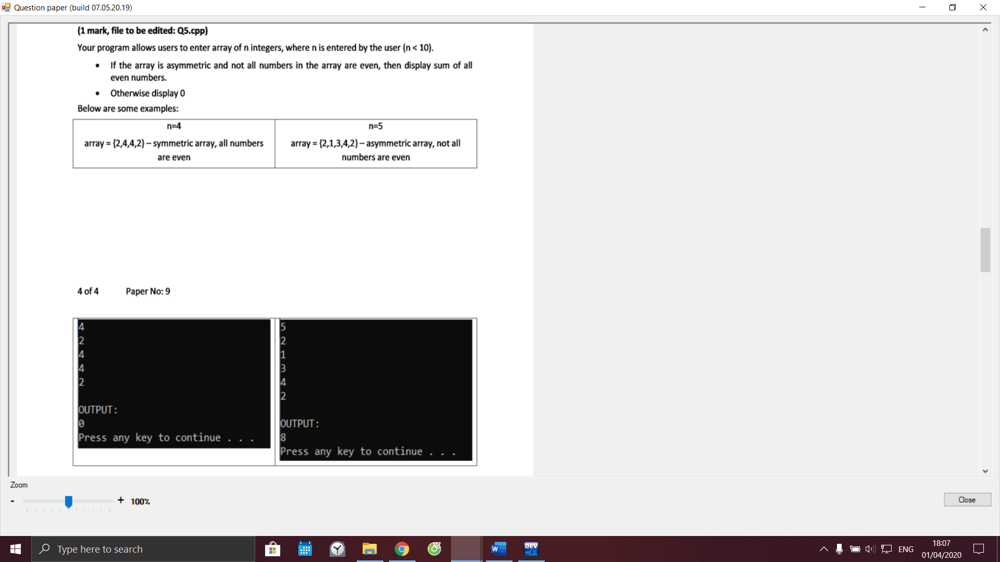 Question paper (build 07.05.20.19)
(1 mark, file to be edited: Q5.cpp)
Your program allows users to enter array of n integers, where n is entered by the user (n < 10).
• If the array is asymmetric and not all numbers in the array are even, then display sum of all
even numbers.
• Otherwise display 0
Below are some examples:
n=4
array = {2,4,4,2} – symmetric array, all numbers
are even
n=5
array = {2,1,3,4,2} – asymmetric array, not all
numbers are even
4 of 4 Paper No: 9
4
2
4
4
2
OUTPUT:
0
Press any key to continue . . .
5
2
1
3
4
2
OUTPUT:
8
Press any key to continue . . .
Zoom
- + 100%
Close
Type here to search
W
DEV
C++
ENG
18:07
01/04/2020